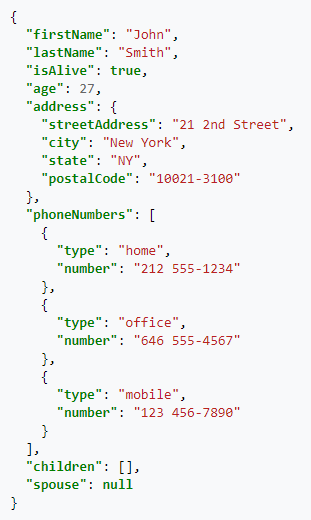 {
  "firstName": "John",
  "lastName": "Smith",
  "isAlive": true,
  "age": 27,
  "address": {
    "streetAddress": "21 2nd Street",
    "city": "New York",
    "state": "NY",
    "postalCode": "10021-3100"
  },
  "phoneNumbers": [
    {
      "type": "home",
      "number": "212 555-1234"
    },
    {
      "type": "office",
      "number": "646 555-4567"
    },
    {
      "type": "mobile",
      "number": "123 456-7890"
    }
  ],
  "children": [],
  "spouse": null
}